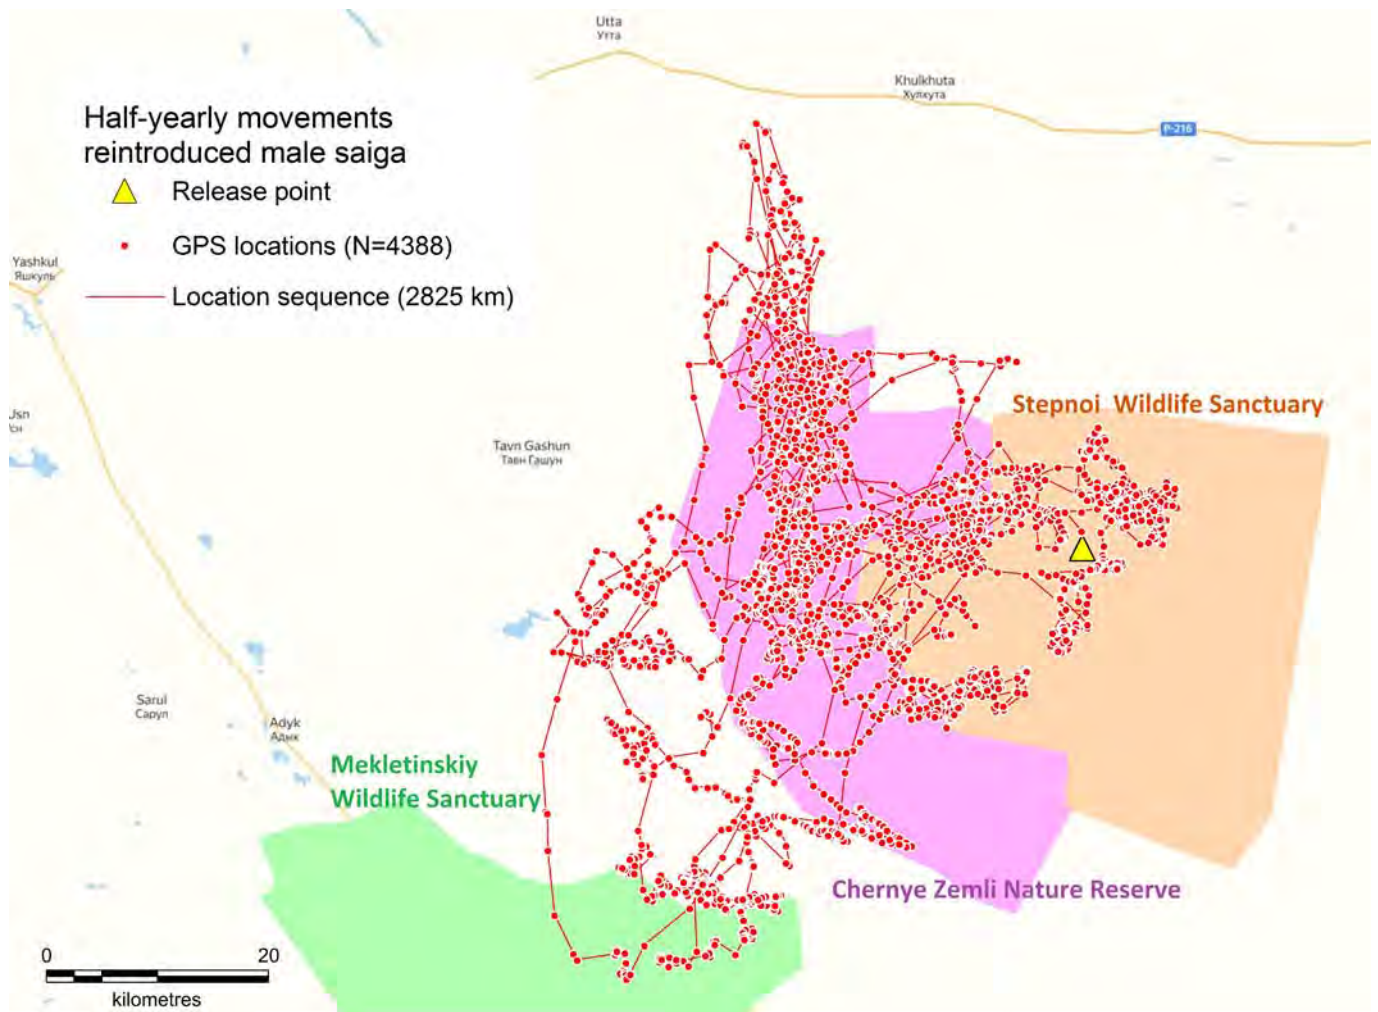 Utta
Утта
Khulkhuta
Хулхута
P-216
Half-yearly movements
reintroduced male saiga
Release point
GPS locations (N=4388)
Location sequence (2825 km)
Yashkul
Яшкуль
Stepnoi Wildlife Sanctuary
Usn
Tavn Gashun
Тавн Гашун
Sarul
Сарул
Adyk
Адык
Mekletinskiy
Wildlife Sanctuary
Chernye Zemli Nature Reserve
0 20
kilometres